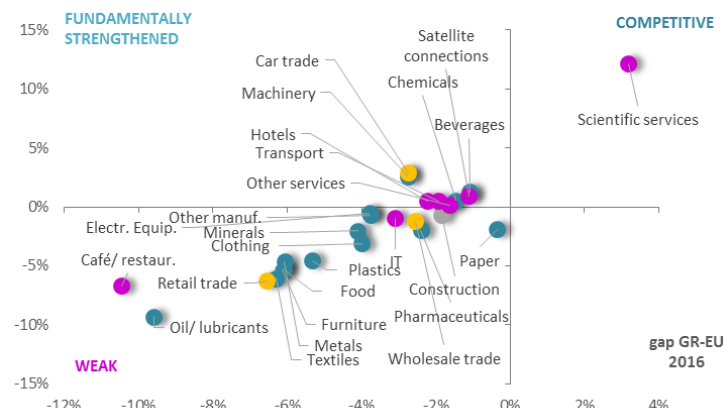 FUNDAMENTALLY
STRENGTHENED
COMPETITIVE
15%
10%
5%
0%
-5%
-10%
-15%
Satellite
connections
Car trade
Chemicals
Machinery
Beverages
Scientific services
Hotels
Transport
Other services
Other manuf.
Electr. Equip.
Minerals
Clothing
Café/ restaur.
IT
Paper
Retail trade
Plastics
Food
Construction
Pharmaceuticals
Oil/ lubricants
Furniture
Metals
Textiles
Wholesale trade
WEAK
gap GR-EU
2016
-12%
-10%
-8%
-6%
-4%
-2%
0%
2%
4%